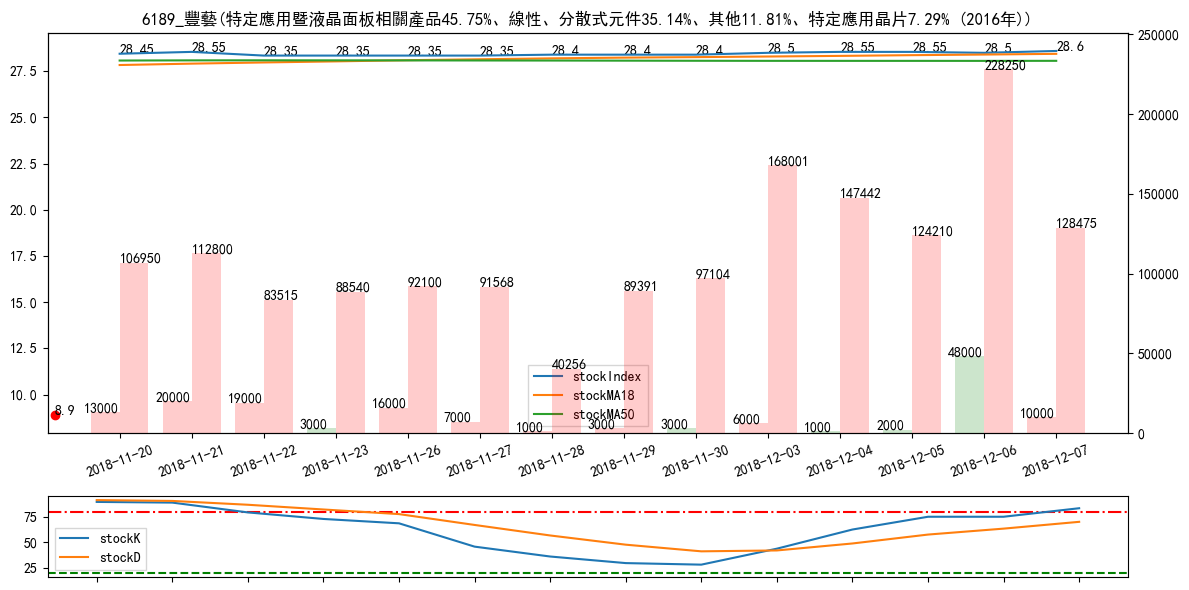 6189_豐藝(特定應用暨液晶面板相關產品45.75%、線性、分散式元件35.14%、其他11.81%、特定應用晶片7.29% (2016年))
28.45 28.55 28.35 28.35 28.35 28.35 28.4 28.4 28.4 28.5 28.55 28.55 28.5 28.6
27.5
25.0
22.5
20.0
17.5
15.0
12.5
10.0
250000
200000
150000
100000
50000
0
106950 112800 83515 88540 92100 91568 40256 89391 97104 168001 147442 124210 228250 128475
13000 20000 19000 3000 16000 7000 1000 3000 3000 6000 1000 2000 48000 10000
8.9
stockIndex
stockMA18
stockMA50
2018-11-20 2018-11-21 2018-11-22 2018-11-23 2018-11-26 2018-11-27 2018-11-28 2018-11-29 2018-11-30 2018-12-03 2018-12-04 2018-12-05 2018-12-06 2018-12-07
75
50
25
stockK
stockD